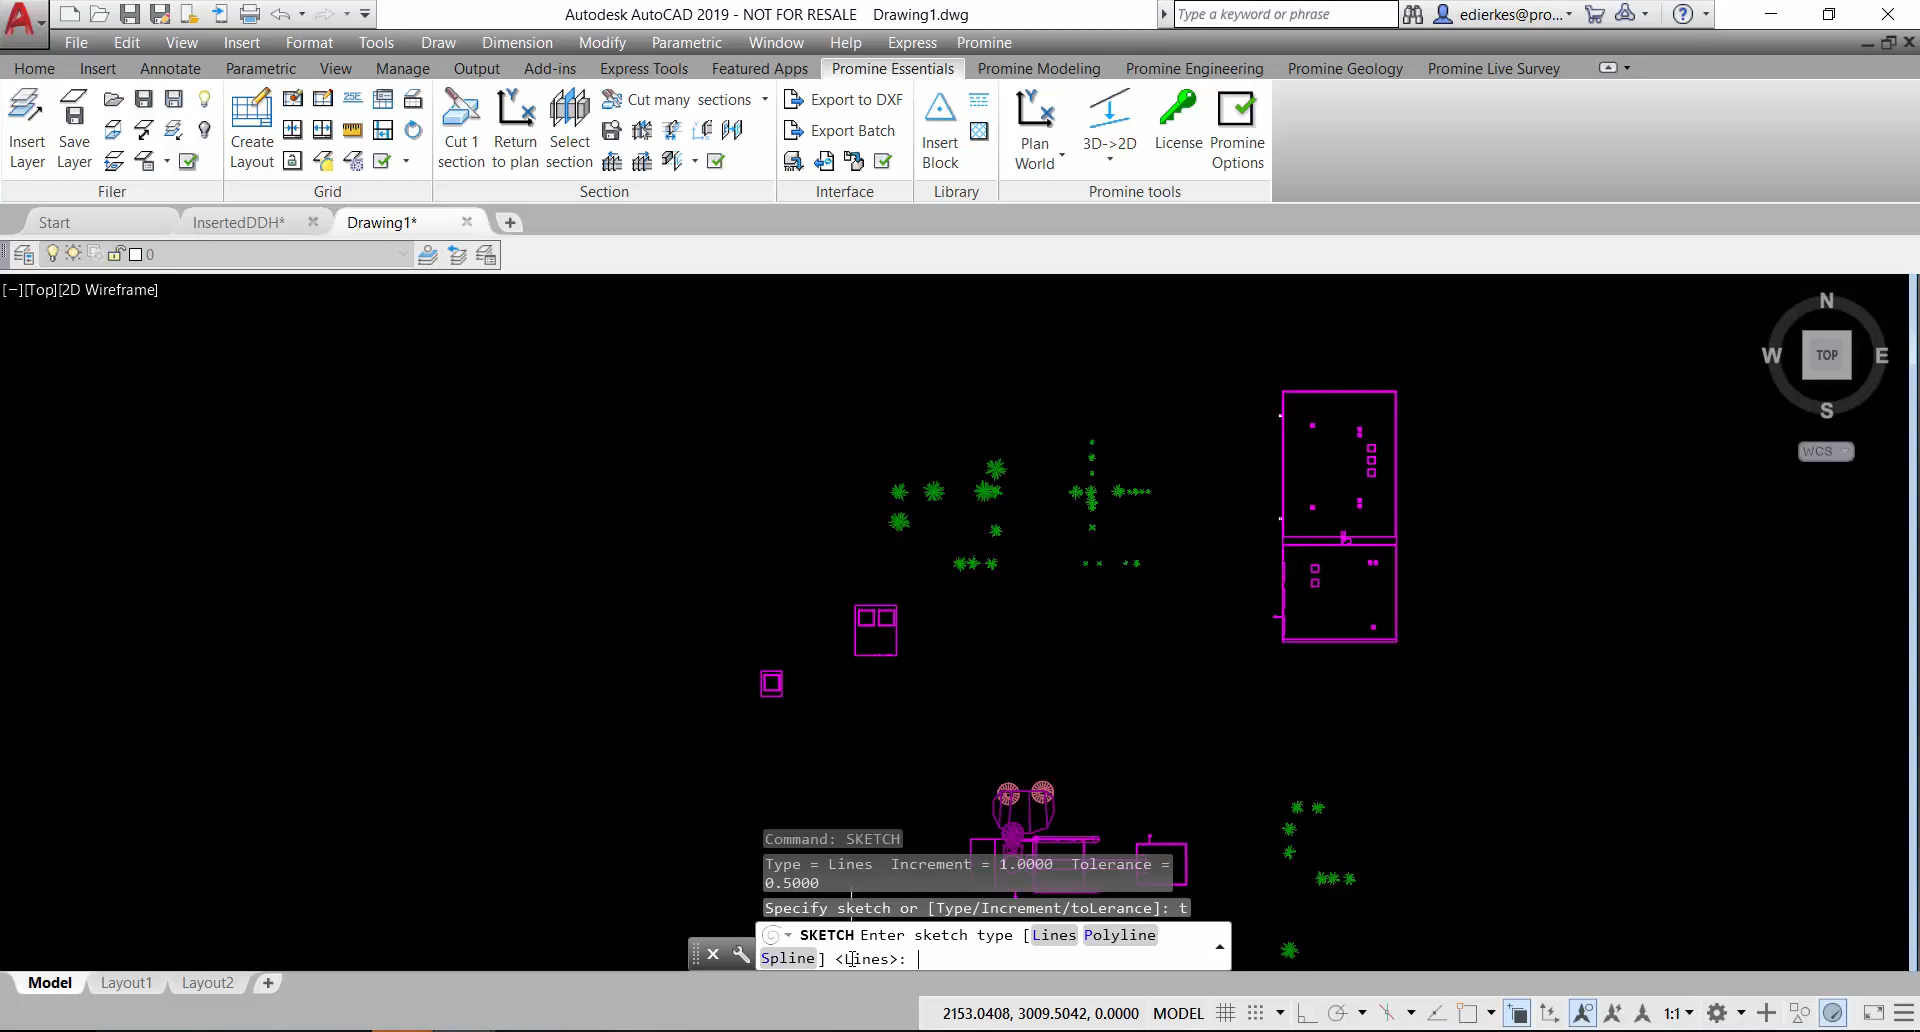 Autodesk AutoCAD 2019 - NOT FOR RESALE Drawing1.dwg
Type a keyword or phrase
edierkes@pro...
File Edit View Insert Format Tools Draw Dimension Modify Parametric Window Help Express Promine
Home Insert Annotate Parametric View Manage Output Add-ins Express Tools Featured Apps Promine Essentials Promine Modeling Promine Engineering Promine Geology Promine Live Survey
Insert
Layer
Save
Layer
Filer
Create
Layout
25E
Grid
Cut 1
section
Return
to plan
Select
section
Cut many sections
Section
Export to DXF
Export Batch
Interface
Insert
Block
Library
Plan
World
3D->2D
License
Promine
Options
Promine tools
Start InsertedDDH* Drawing1*
0
[−][Top][2D Wireframe]
N
W TOP E
S
WCS
Command: SKETCH
Type = Lines Increment = 1.0000 Tolerance =
0.5000
Specify sketch or [Type/Increment/toLerance]: t
SKETCH Enter sketch type [Lines Polyline
Spline] <Lines>:
Model Layout1 Layout2
2153.0408, 3009.5042, 0.0000 MODEL 1:1